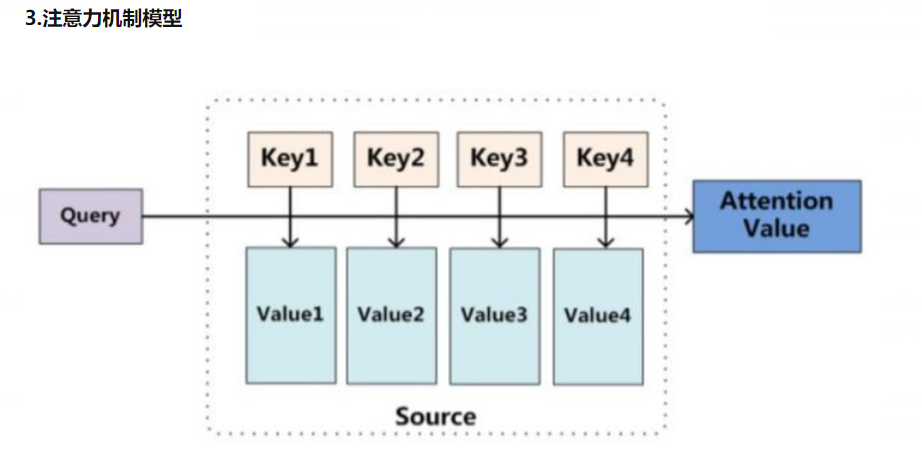 3.注意力机制模型
Key1 Key2 Key3 Key4
Query
Attention
Value
Value1 Value2 Value3 Value4
Source